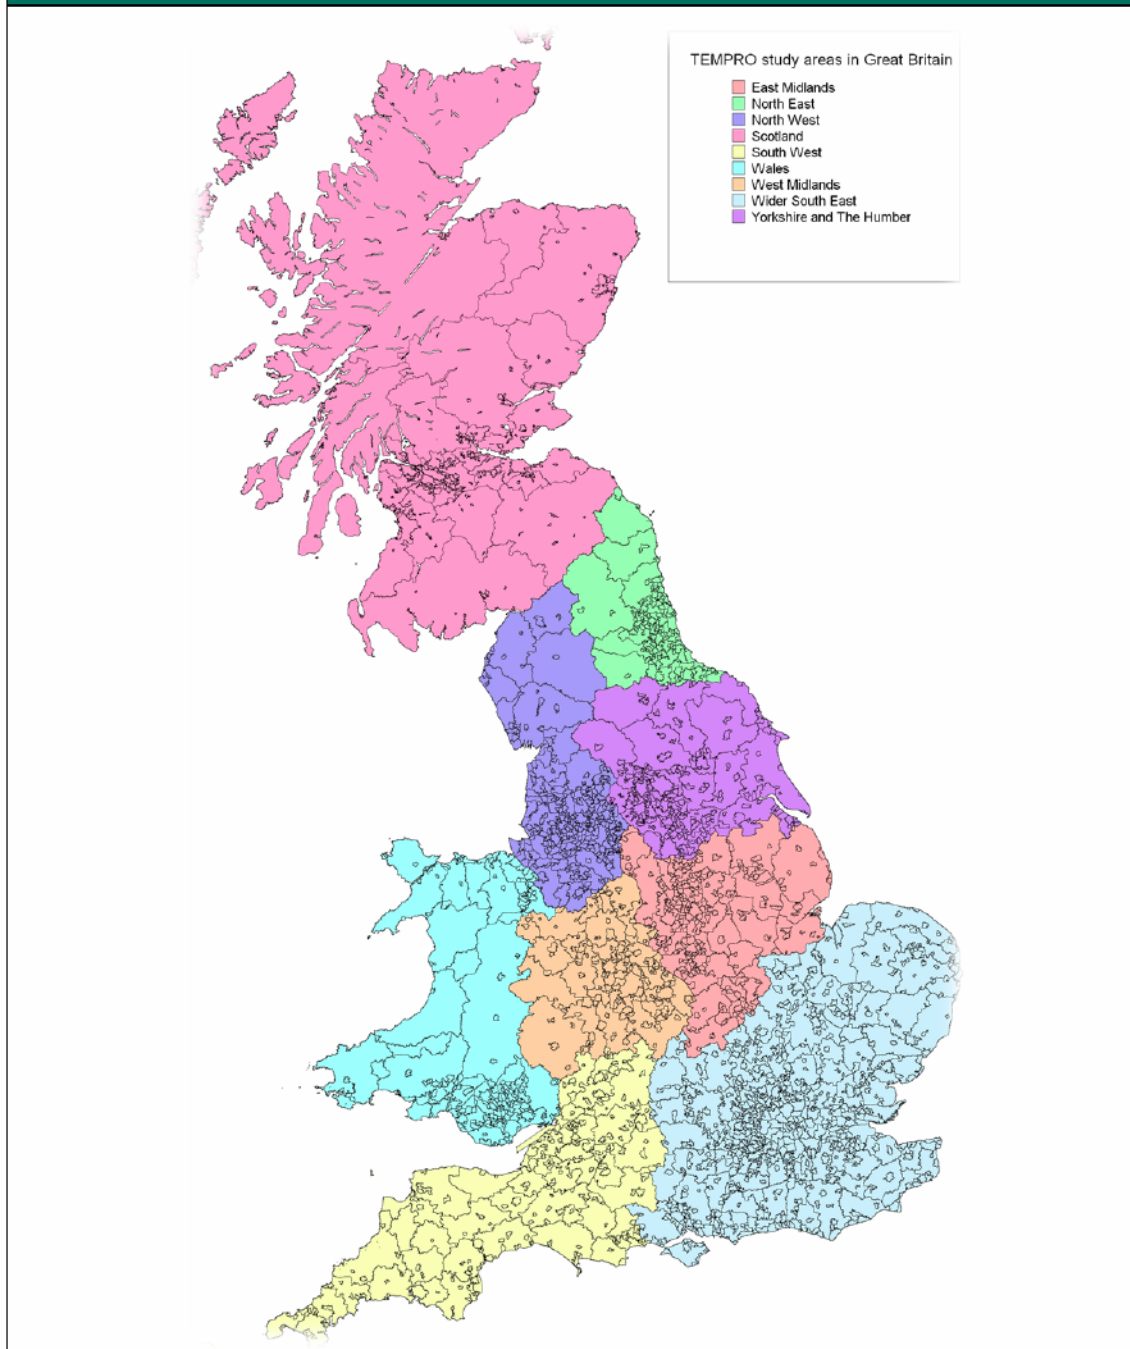 TEMPRO study areas in Great Britain
East Midlands
North East
North West
Scotland
South West
Wales
West Midlands
Wider South East
Yorkshire and The Humber